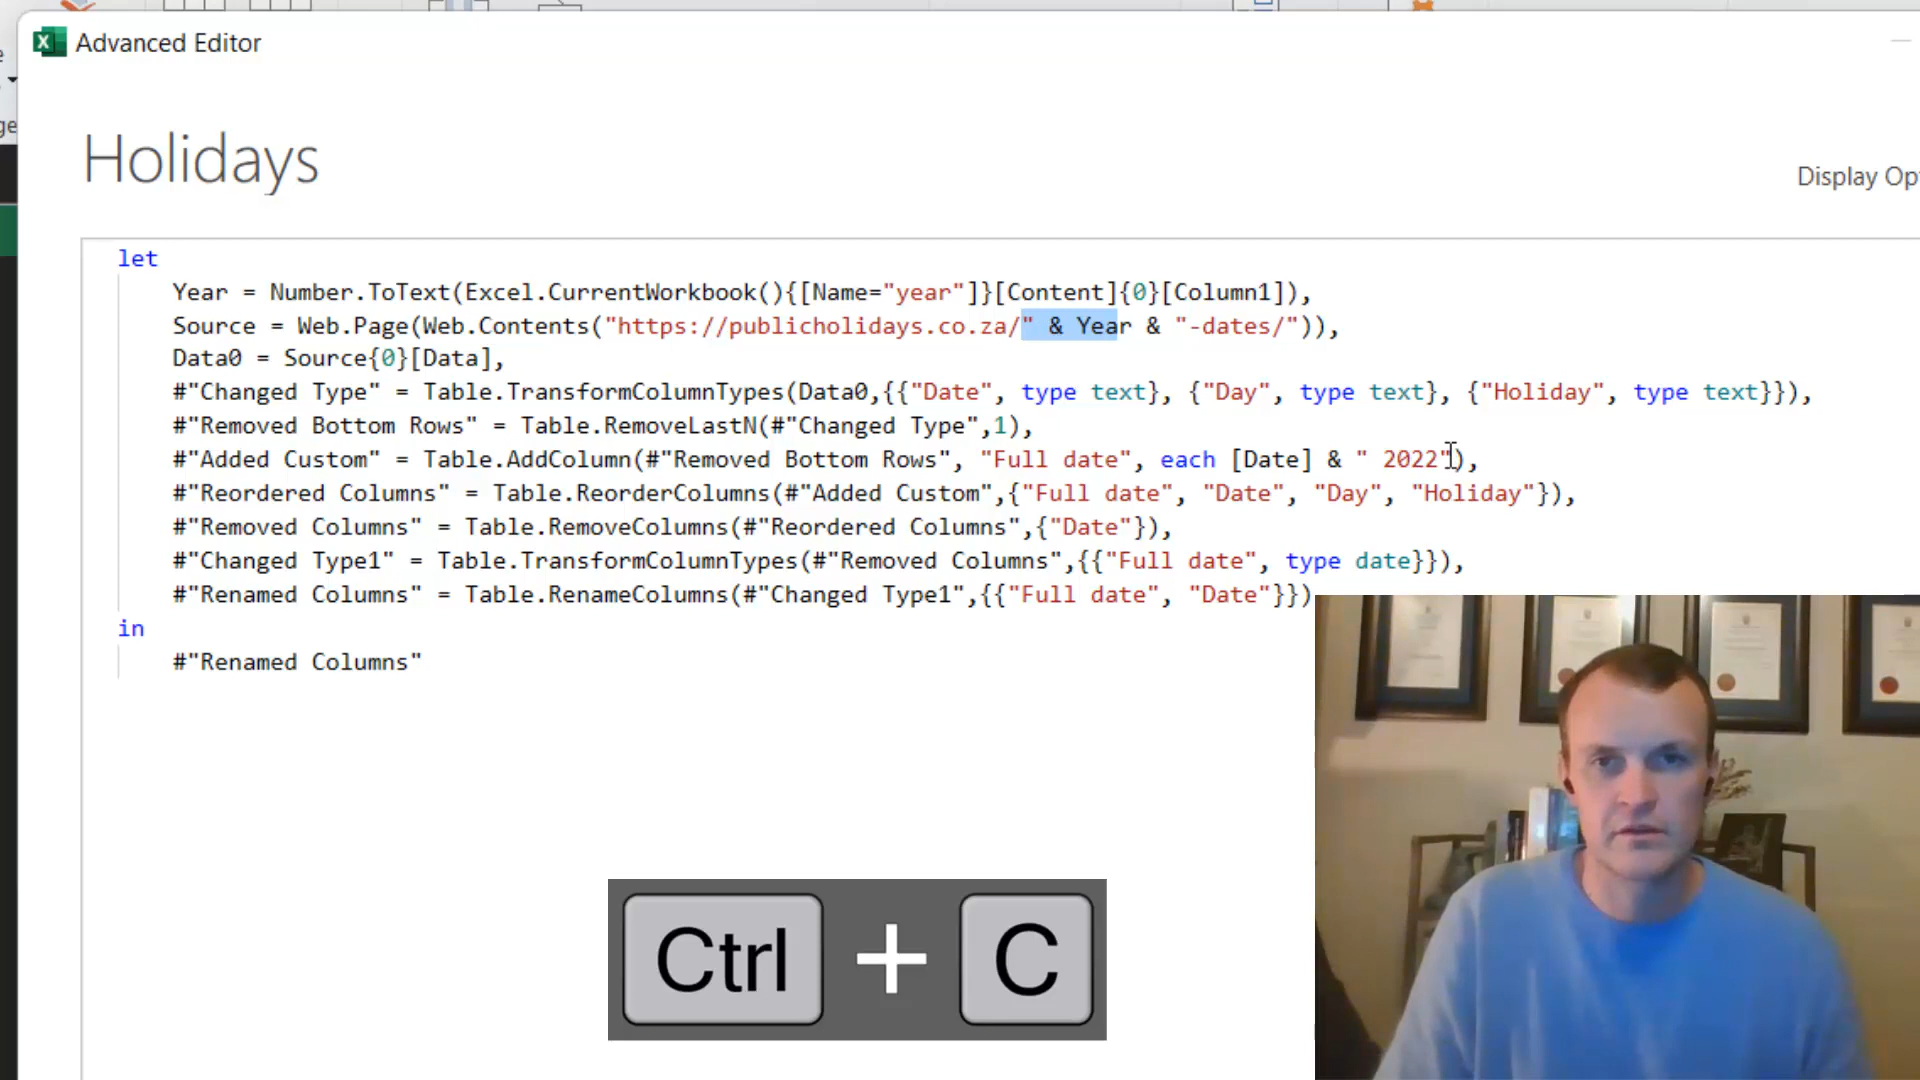 Advanced Editor
Holidays
let
Year = Number.ToText(Excel.CurrentWorkbook(){[Name="year"]}[Content]{0}[Column1]),
Source = Web.Page(Web.Contents("https://publicholidays.co.za/" & Year & "-dates/")),
Data0 = Source{0}[Data],
#"Changed Type" = Table.TransformColumnTypes(Data0,{{"Date", type text}, {"Day", type text}, {"Holiday", type text}}),
#"Removed Bottom Rows" = Table.RemoveLastN(#"Changed Type",1),
#"Added Custom" = Table.AddColumn(#"Removed Bottom Rows", "Full date", each [Date] & " 2022"),
#"Reordered Columns" = Table.ReorderColumns(#"Added Custom",{"Full date", "Date", "Day", "Holiday"}),
#"Removed Columns" = Table.RemoveColumns(#"Reordered Columns",{"Date"}),
#"Changed Type1" = Table.TransformColumnTypes(#"Removed Columns",{{"Full date", type date}}),
#"Renamed Columns" = Table.RenameColumns(#"Changed Type1",{{"Full date", "Date"}})
in
#"Renamed Columns"
Display
Ctrl + C